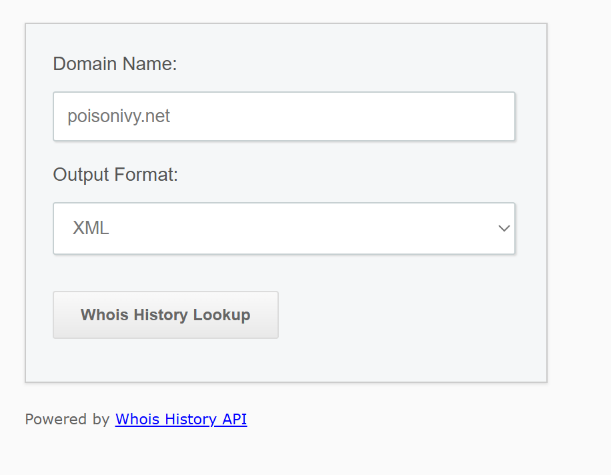 Domain Name:
poisonivy.net
Output Format:
XML
Whois History Lookup
Powered by Whois History API